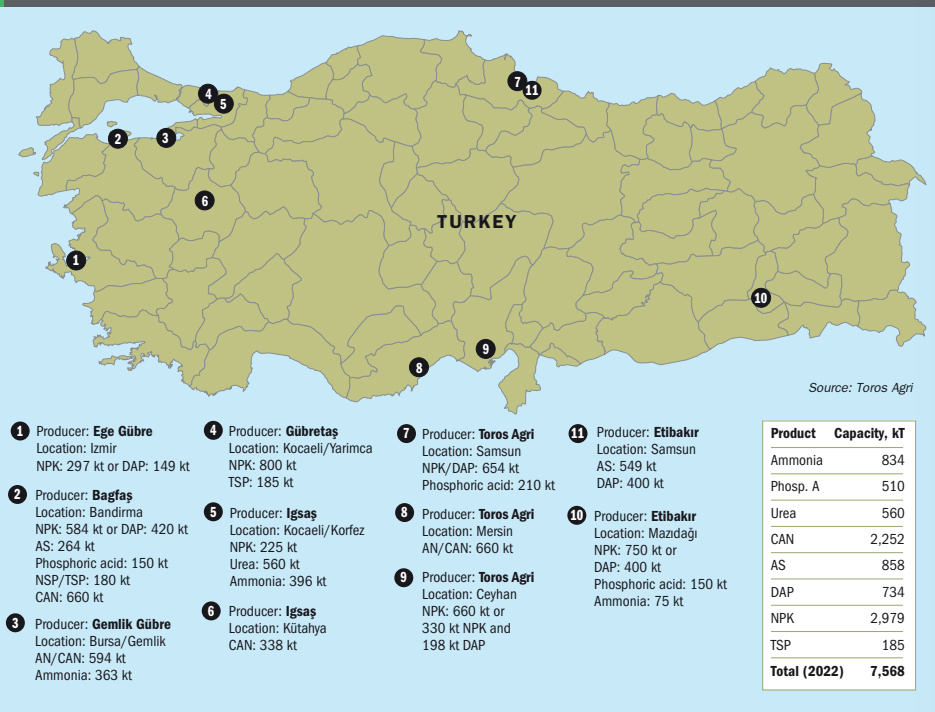 4
5
7
11
2
3
6
TURKEY
1
10
9
8
Source: Toros Agri
1 Producer: Ege Gübre
Location: Izmir
NPK: 297 kt or DAP: 149 kt
2 Producer: Bagfaş
Location: Bandirma
NPK: 584 kt or DAP: 420 kt
AS: 264 kt
Phosphoric acid: 150 kt
NSP/TSP: 180 kt
CAN: 660 kt
3 Producer: Gemlik Gübre
Location: Bursa/Gemlik
AN/CAN: 594 kt
Ammonia: 363 kt
4 Producer: Gübretaş
Location: Kocaeli/Yarimca
NPK: 800 kt
TSP: 185 kt
5 Producer: Igsaş
Location: Kocaeli/Korfez
NPK: 225 kt
Urea: 560 kt
Ammonia: 396 kt
6 Producer: Igsaş
Location: Kütahya
CAN: 338 kt
7 Producer: Toros Agri
Location: Samsun
NPK/DAP: 654 kt
Phosphoric acid: 210 kt
8 Producer: Toros Agri
Location: Mersin
AN/CAN: 660 kt
9 Producer: Toros Agri
Location: Ceyhan
NPK: 660 kt or
330 kt NPK and
198 kt DAP
11 Producer: Etibakır
Location: Samsun
AS: 549 kt
DAP: 400 kt
10 Producer: Etibakır
Location: Mazıdağı
NPK: 750 kt or
DAP: 400 kt
Phosphoric acid: 150 kt
Ammonia: 75 kt
Product Capacity, kT
Ammonia 834
Phosp. A 510
Urea 560
CAN 2,252
AS 858
DAP 734
NPK 2,979
TSP 185
Total (2022) 7,568